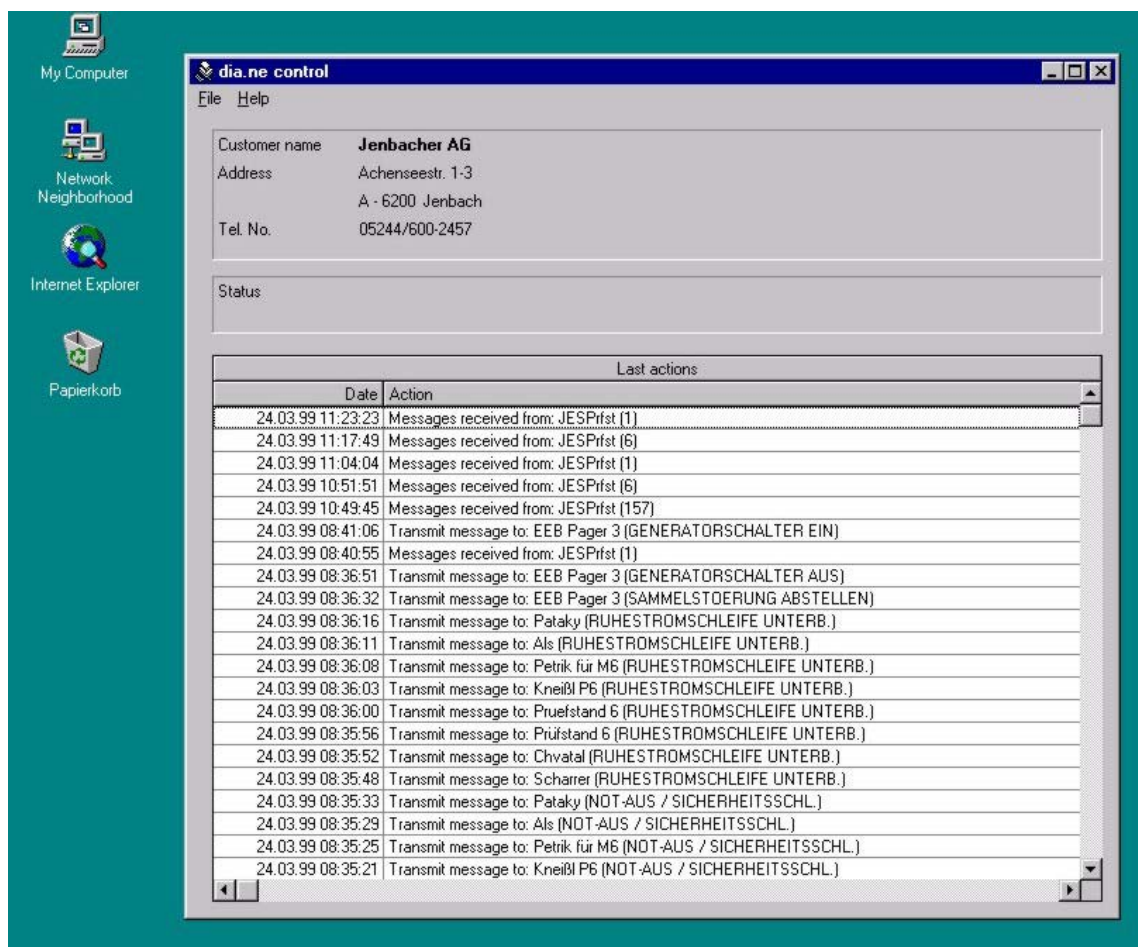 My Computer
Network
Neighborhood
Internet Explorer
Papierkorb
dia.ne control
File Help
Customer name Jenbacher AG
Address Achenseestr. 1-3
A - 6200 Jenbach
Tel. No. 05244/600-2457
Status
Last actions
Date Action
24.03.99 11:23:23 Messages received from: JESPrfst (1)
24.03.99 11:17:49 Messages received from: JESPrfst (6)
24.03.99 11:04:04 Messages received from: JESPrfst (1)
24.03.99 10:51:51 Messages received from: JESPrfst (6)
24.03.99 10:49:45 Messages received from: JESPrfst (157)
24.03.99 08:41:06 Transmit message to: EEB Pager 3 (GENERATORSCHALTER EIN)
24.03.99 08:40:55 Messages received from: JESPrfst (1)
24.03.99 08:36:51 Transmit message to: EEB Pager 3 (GENERATORSCHALTER AUS)
24.03.99 08:36:32 Transmit message to: EEB Pager 3 (SAMMELSTOERUNG ABSTELLEN)
24.03.99 08:36:16 Transmit message to: Pataky (RUHESTROMSCHLEIFE UNTERB.)
24.03.99 08:36:11 Transmit message to: Als (RUHESTROMSCHLEIFE UNTERB.)
24.03.99 08:36:08 Transmit message to: Petrik für M6 (RUHESTROMSCHLEIFE UNTERB.)
24.03.99 08:36:03 Transmit message to: Kneißl P6 (RUHESTROMSCHLEIFE UNTERB.)
24.03.99 08:36:00 Transmit message to: Pruefstand 6 (RUHESTROMSCHLEIFE UNTERB.)
24.03.99 08:35:56 Transmit message to: Prüfstand 6 (RUHESTROMSCHLEIFE UNTERB.)
24.03.99 08:35:52 Transmit message to: Chvatal (RUHESTROMSCHLEIFE UNTERB.)
24.03.99 08:35:48 Transmit message to: Scharrer (RUHESTROMSCHLEIFE UNTERB.)
24.03.99 08:35:33 Transmit message to: Pataky (NOT-AUS / SICHERHEITSSCHL.)
24.03.99 08:35:29 Transmit message to: Als (NOT-AUS / SICHERHEITSSCHL.)
24.03.99 08:35:25 Transmit message to: Petrik für M6 (NOT-AUS / SICHERHEITSSCHL.)
24.03.99 08:35:21 Transmit message to: Kneißl P6 (NOT-AUS / SICHERHEITSSCHL.)